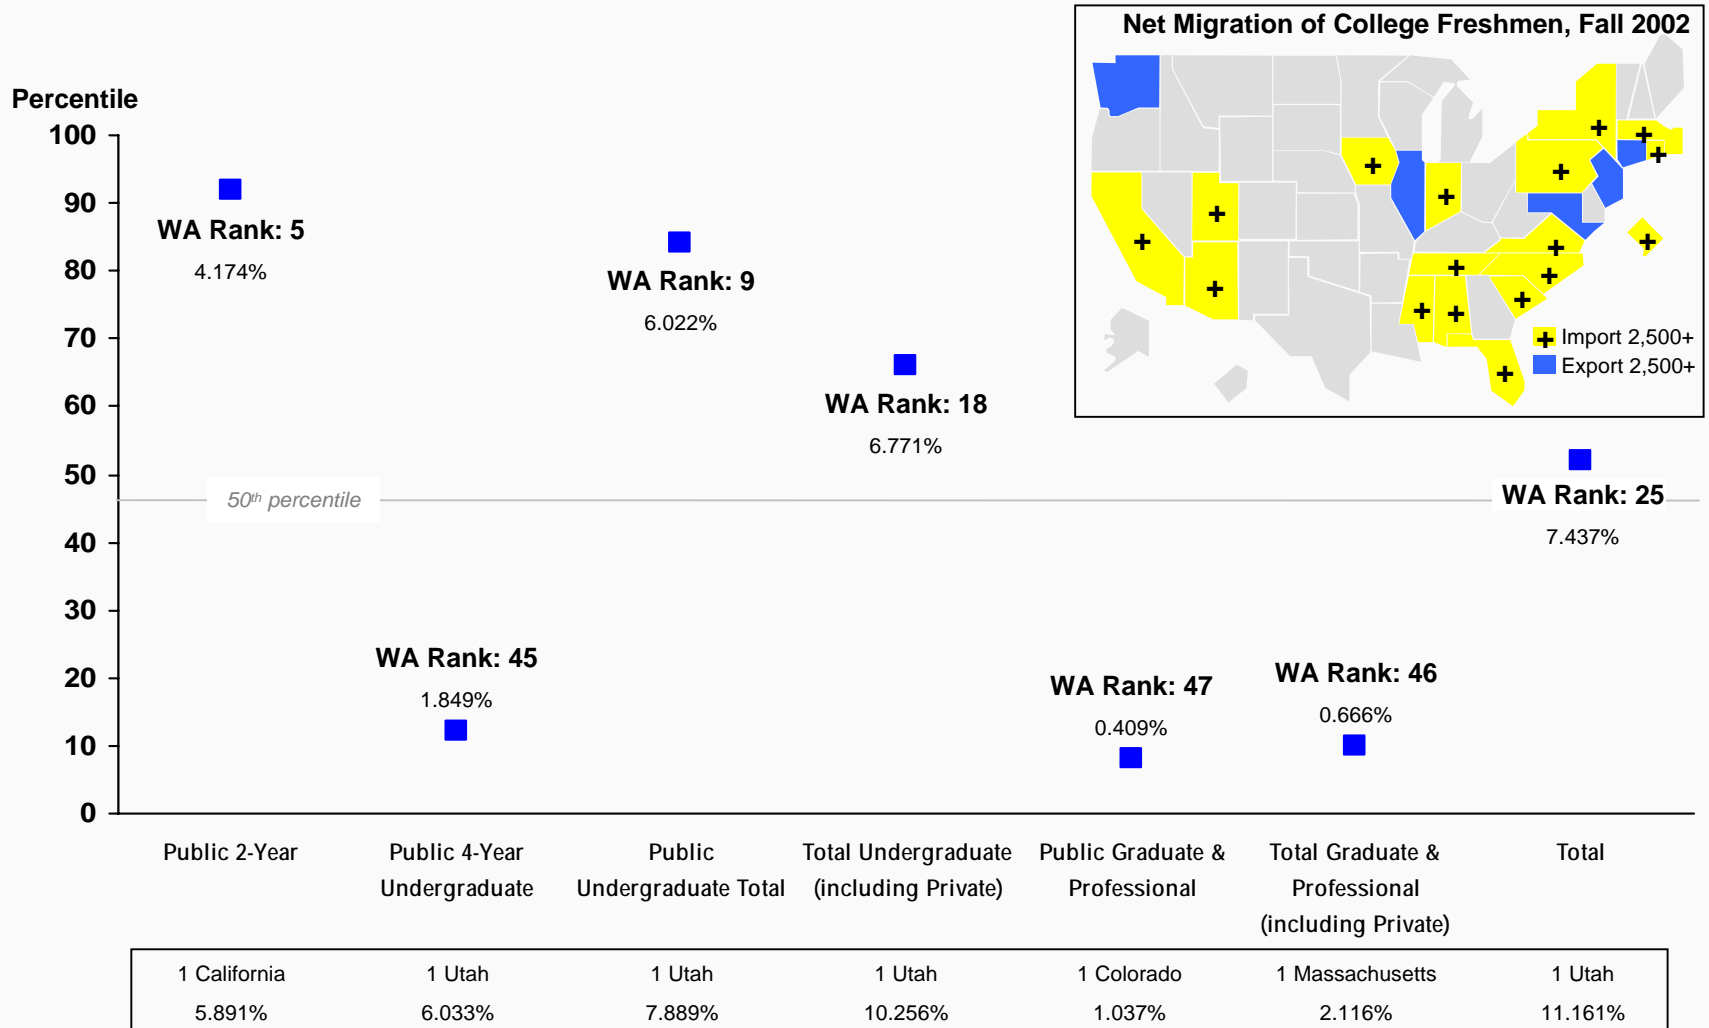 Net Migration of College Freshmen, Fall 2002
+ Import 2,500+
Export 2,500+
Percentile
100
90
80
70
60
50
40
30
20
10
0
50th percentile
WA Rank: 5
4.174%
WA Rank: 45
1.849%
WA Rank: 9
6.022%
WA Rank: 18
6.771%
WA Rank: 47
0.409%
WA Rank: 46
0.666%
WA Rank: 25
7.437%
Public 2-Year
Public 4-Year
Undergraduate
Public
Undergraduate Total
Total Undergraduate
(including Private)
Public Graduate &
Professional
Total Graduate &
Professional
(including Private)
Total
1 California
5.891%
1 Utah
6.033%
1 Utah
7.889%
1 Utah
10.256%
1 Colorado
1.037%
1 Massachusetts
2.116%
1 Utah
11.161%